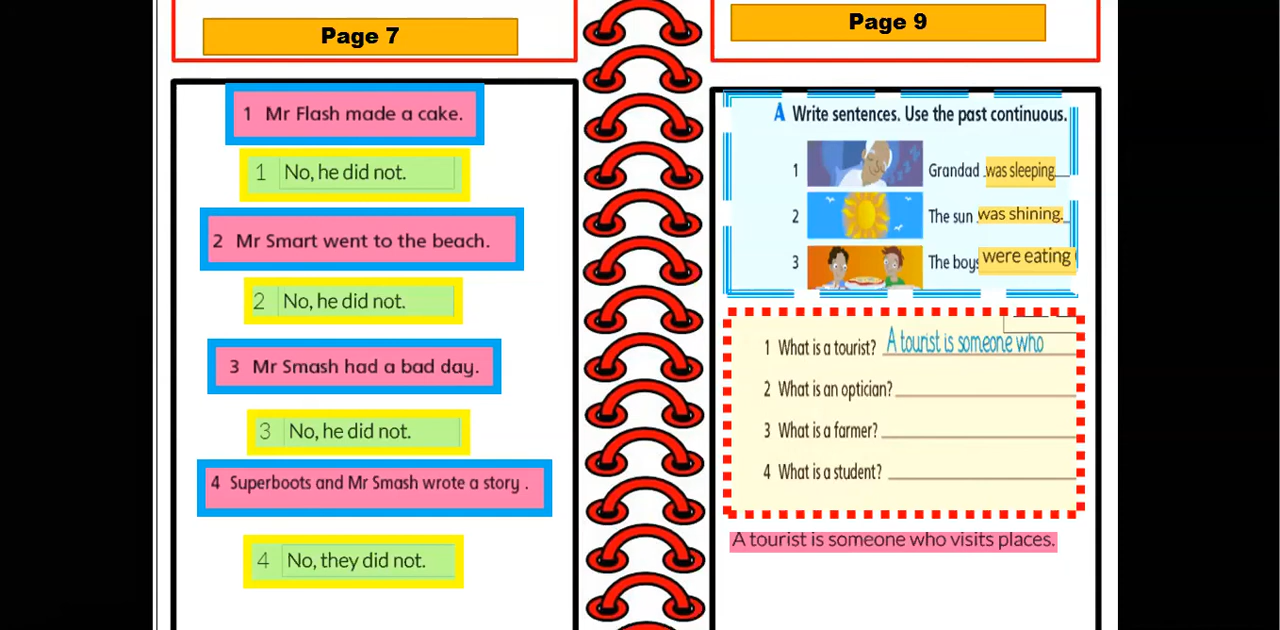 Page 7
1 Mr Flash made a cake.
1 No, he did not.
2 Mr Smart went to the beach.
2 No, he did not.
3 Mr Smash had a bad day.
3 No, he did not.
4 Superboots and Mr Smash wrote a story .
4 No, they did not.
Page 9
A Write sentences. Use the past continuous.
1 Grandad was sleeping
2 The sun was shining.
3 The boys were eating
1 What is a tourist? A tourist is someone who
2 What is an optician?
3 What is a farmer?
4 What is a student?
A tourist is someone who visits places.